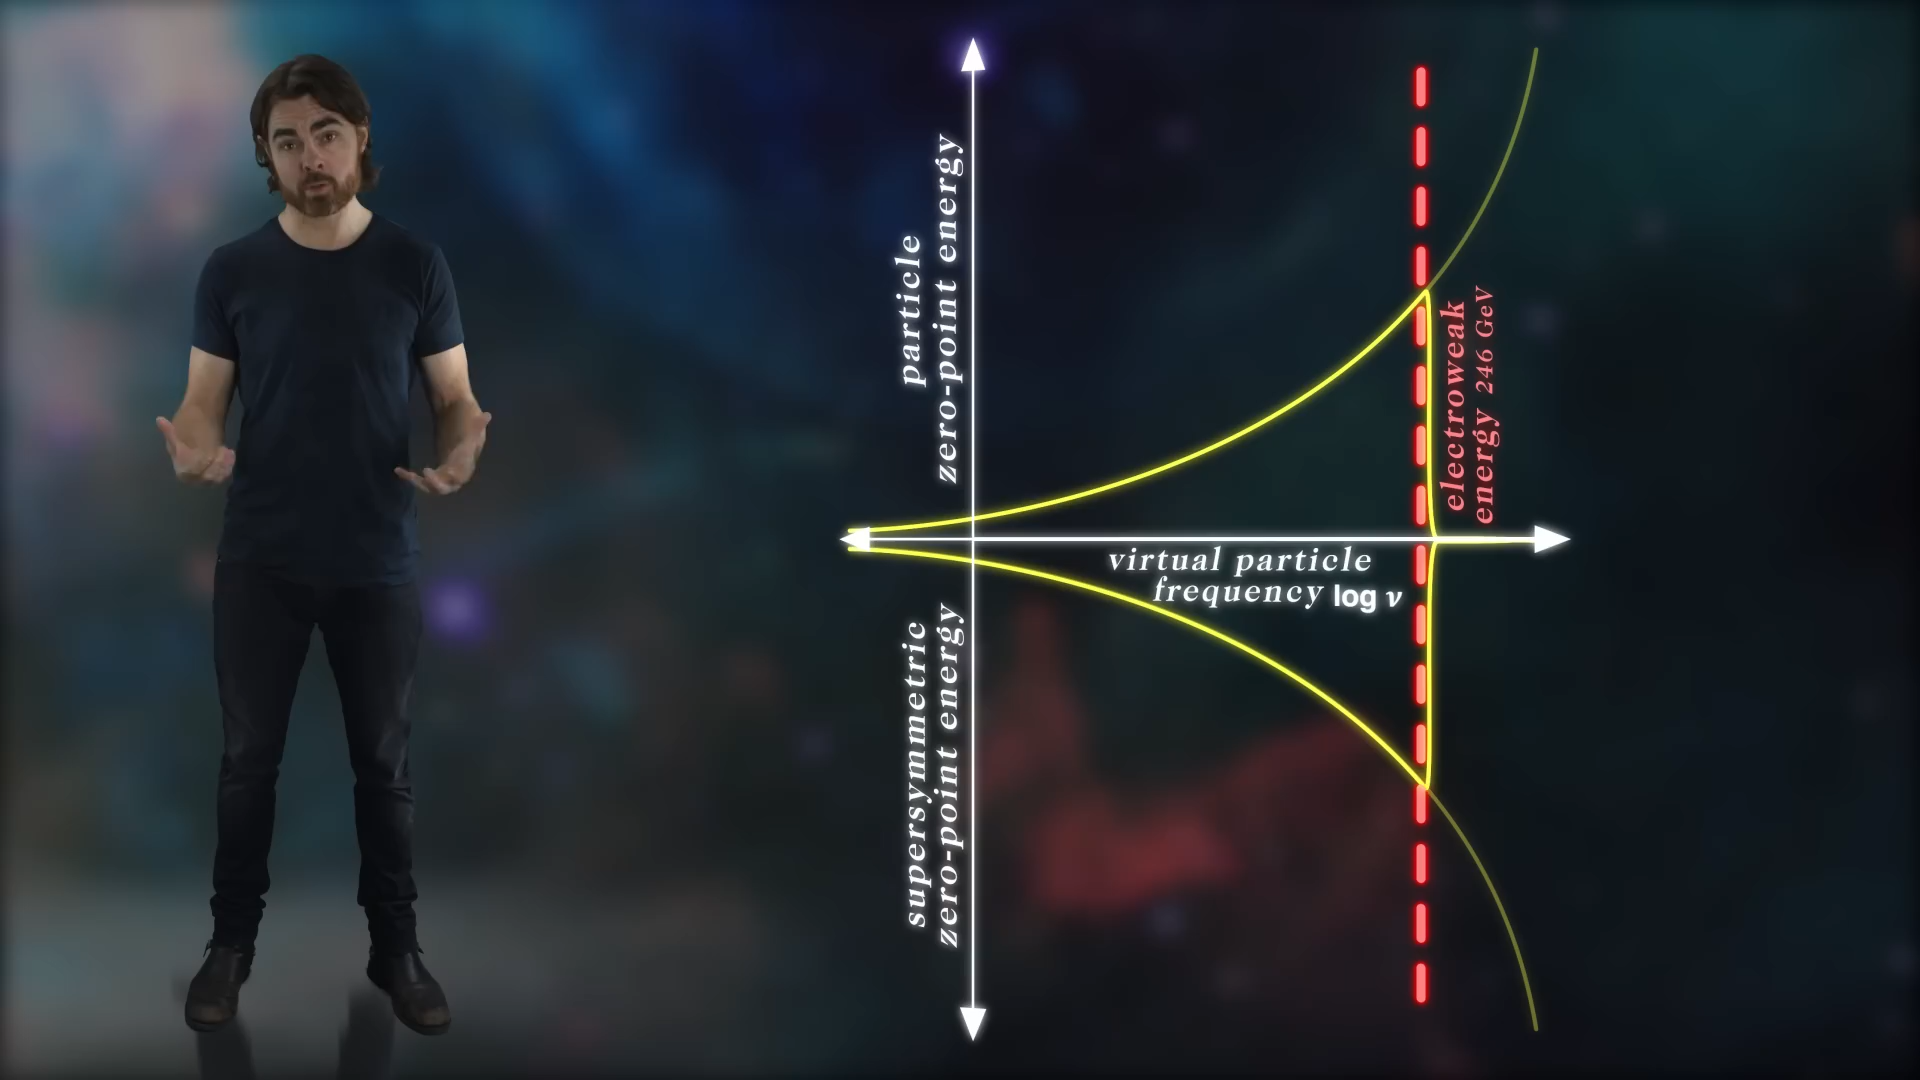 particle
zero-point energy
electroweak
energy 246 GeV
virtual particle
frequency log ν
supersymmetric
zero-point energy